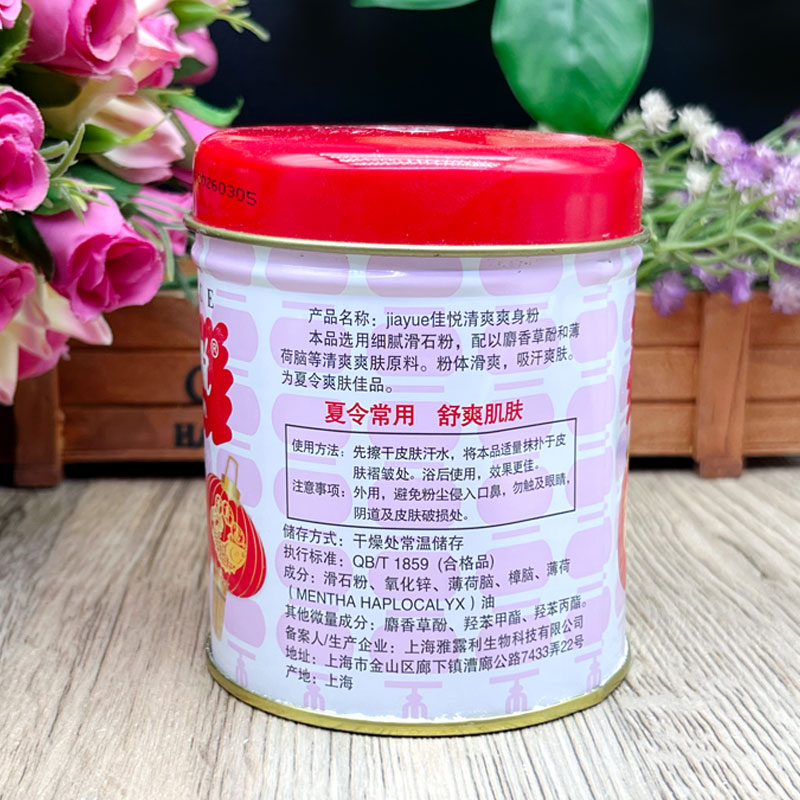 20260305
E
®
产品名称：jiayue佳悦清爽爽身粉
本品选用细腻滑石粉，配以麝香草酚和薄
荷脑等清爽爽肤原料。粉体滑爽，吸汗爽肤。
为夏令爽肤佳品。
夏令常用 舒爽肌肤
使用方法：先擦干皮肤汗水，将本品适量抹扑于皮
肤褶皱处。浴后使用，效果更佳。
注意事项：外用，避免粉尘侵入口鼻，勿触及眼睛，
阴道及皮肤破损处。
储存方式：干燥处常温储存
执行标准：QB/T 1859 (合格品)
成分：滑石粉、氧化锌、薄荷脑、樟脑、薄荷
（MENTHA HAPLOCALYX）油
其他微量成分：麝香草酚、羟苯甲酯、羟苯丙酯。
备案人/生产企业：上海雅露利生物科技有限公司
地址：上海市金山区廊下镇漕廊公路7433弄22号
产地：上海